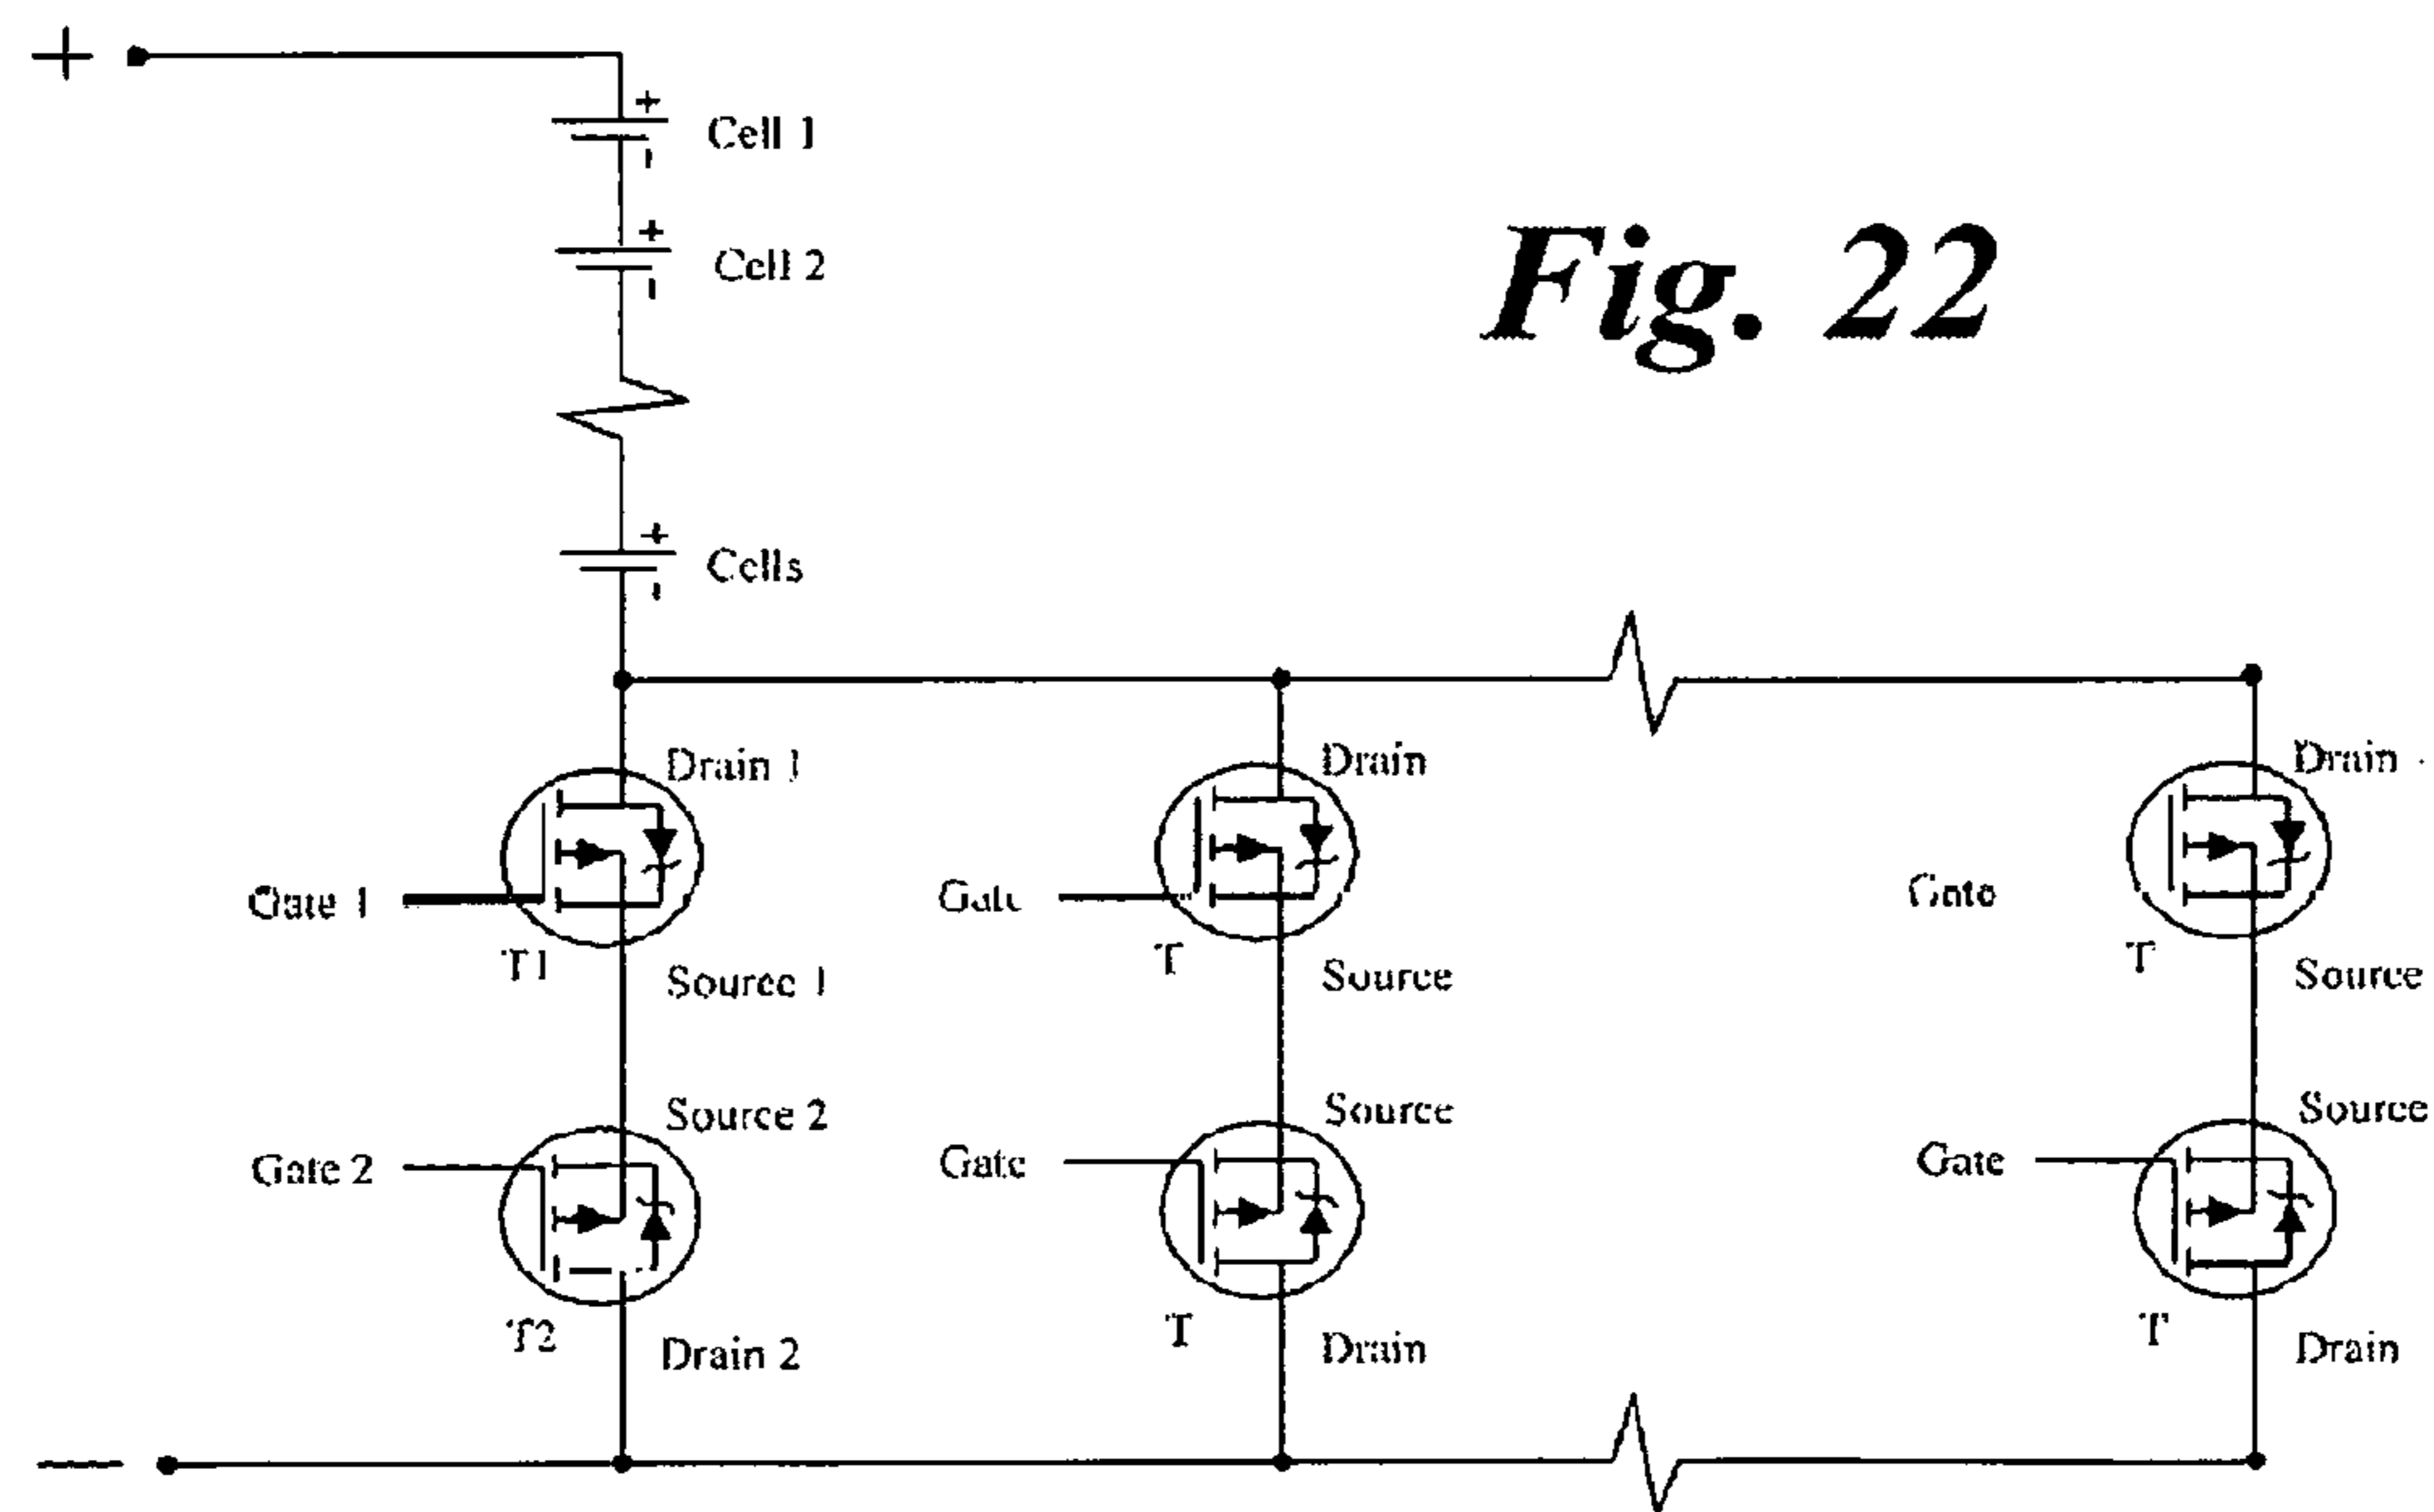 +
+
Cell 1
-
+
Cell 2
-
Fig. 22
+
Cells
-
Drain 1
Drain
Drain
Gate 1
Gate
Gate
T1
T
T
Source 1
Source
Source
Source 2
Source
Source
Gate 2
Gate
Gate
T2
T
T
Drain 2
Drain
Drain
—